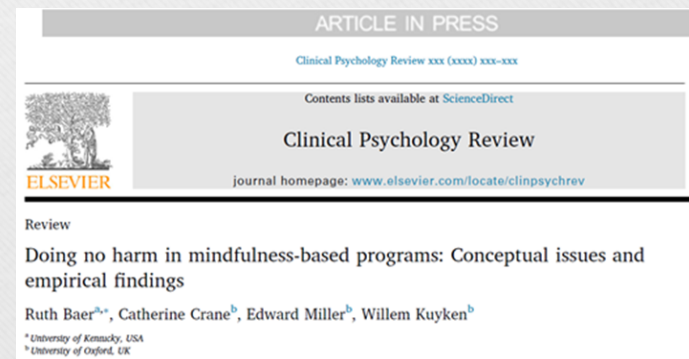 ARTICLE IN PRESS
Clinical Psychology Review xxx (xxxx) xxx–xxx
Contents lists available at ScienceDirect
Clinical Psychology Review
journal homepage: www.elsevier.com/locate/clinpsychrev
ELSEVIER
Review
Doing no harm in mindfulness-based programs: Conceptual issues and
empirical findings
Ruth Baer^a,*, Catherine Crane^b, Edward Miller^b, Willem Kuyken^b
^a University of Kentucky, USA
^b University of Oxford, UK